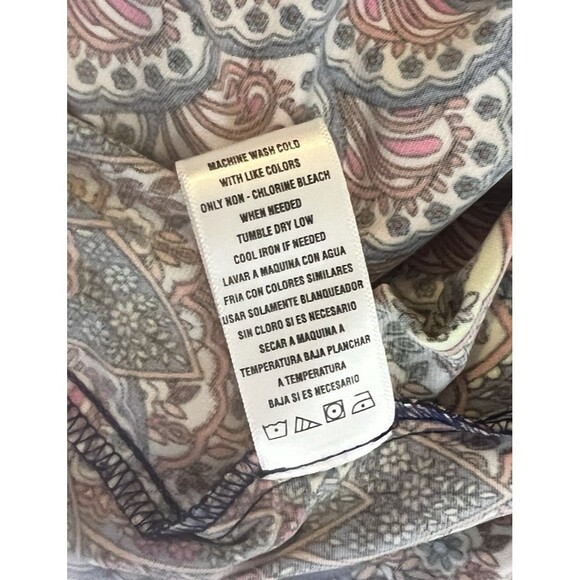 MACHINE WASH COLD
WITH LIKE COLORS
ONLY NON - CHLORINE BLEACH
WHEN NEEDED
TUMBLE DRY LOW
COOL IRON IF NEEDED
LAVAR A MAQUINA CON AGUA
FRIA CON COLORES SIMILARES
USAR SOLAMENTE BLANQUEADOR
SIN CLORO SI ES NECESARIO
SECAR A MAQUINA A
TEMPERATURA BAJA PLANCHAR
A TEMPERATURA
BAJA SI ES NECESARIO